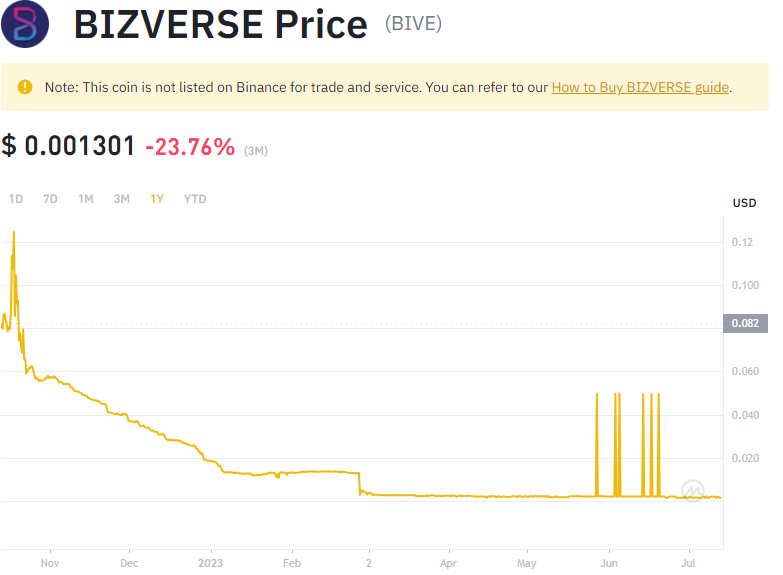 BIZVERSE Price (BIVE)
Note: This coin is not listed on Binance for trade and service. You can refer to our How to Buy BIZVERSE guide.
$ 0.001301 -23.76% (3M)
1D 7D 1M 3M 1Y YTD
USD
0.12
0.100
0.082
0.060
0.040
0.020
Nov Dec 2023 Feb 2 Apr May Jun Jul